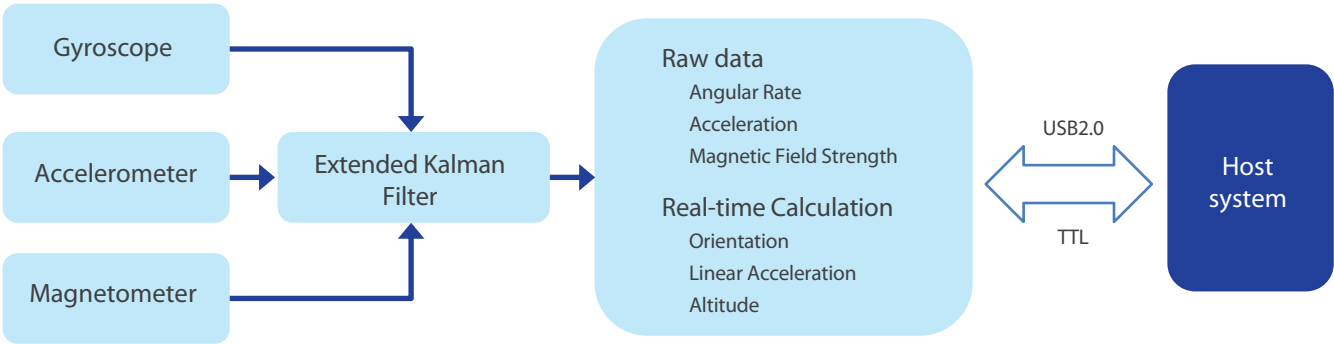 Gyroscope
Accelerometer
Magnetometer
Extended Kalman
Filter
Raw data
Angular Rate
Acceleration
Magnetic Field Strength
Real-time Calculation
Orientation
Linear Acceleration
Altitude
USB2.0
TTL
Host
system